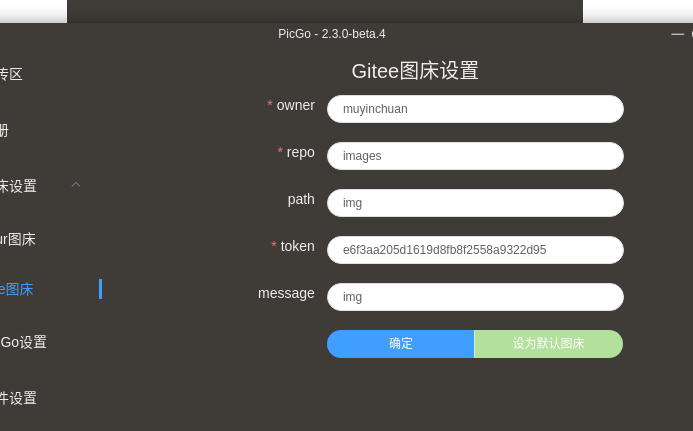 PicGo - 2.3.0-beta.4
传区
册
床设置
ur图床
e图床
Go设置
件设置
Gitee图床设置
* owner
muyinchuan
* repo
images
path
img
* token
e6f3aa205d1619d8fb8f2558a9322d95
message
img
确定
设为默认图床